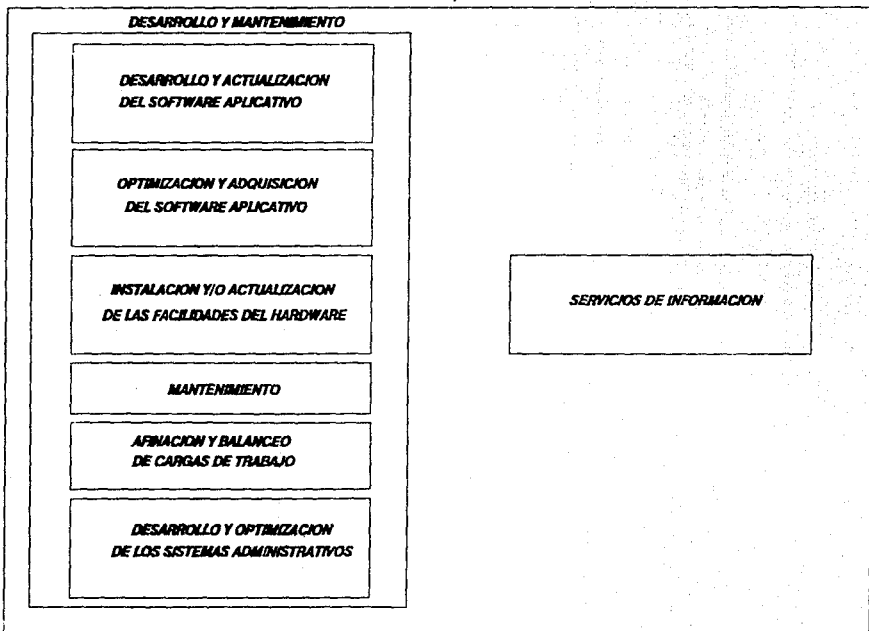 DESARROLLO Y MANTENIMIENTO
DESARROLLO Y ACTUALIZACION
DEL SOFTWARE APLICATIVO
OPTIMIZACION Y ADQUISICION
DEL SOFTWARE APLICATIVO
INSTALACION Y/O ACTUALIZACION
DE LAS FACILIDADES DEL HARDWARE
MANTENIMIENTO
AFINACION Y BALANCEO
DE CARGAS DE TRABAJO
DESARROLLO Y OPTIMIZACION
DE LOS SISTEMAS ADMINISTRATIVOS
SERVICIOS DE INFORMACION